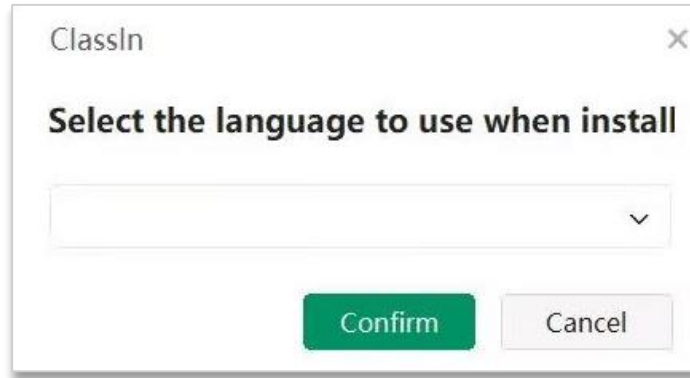 ClassIn
Select the language to use when install
Confirm
Cancel